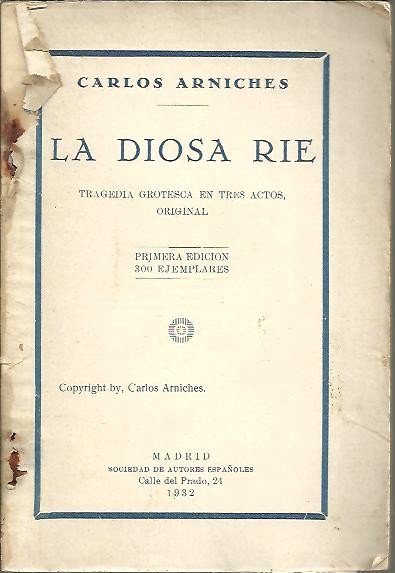 CARLOS ARNICHES
LA DIOSA RIE
TRAGEDIA GROTESCA EN TRES ACTOS,
ORIGINAL
PRIMERA EDICION
300 EJEMPLARES
Copyright by, Carlos Arniches.
MADRID
SOCIEDAD DE AUTORES ESPAÑOLES
Calle del Prado, 24
1932